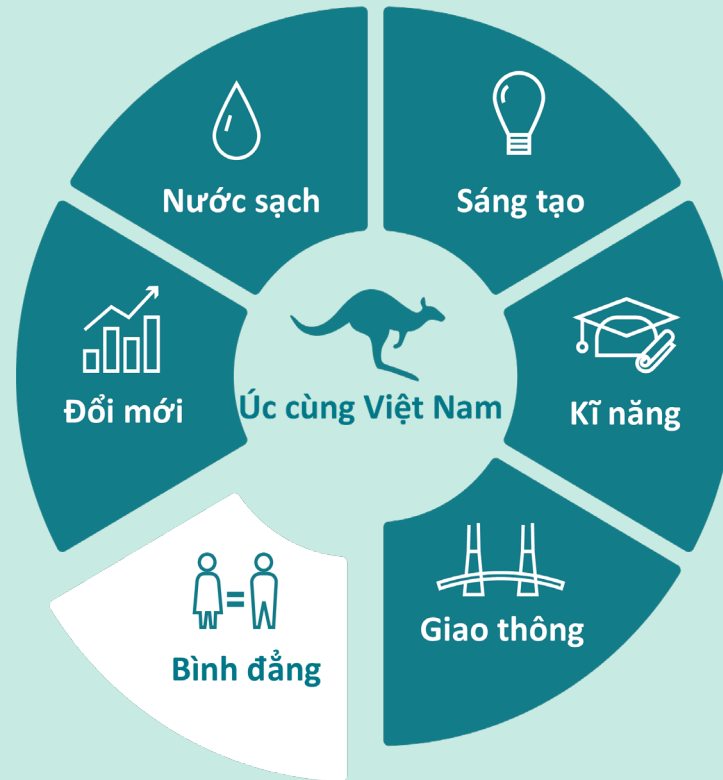 Nước sạch
Sáng tạo
Đổi mới
Úc cùng Việt Nam
Kĩ năng
Bình đẳng
Giao thông